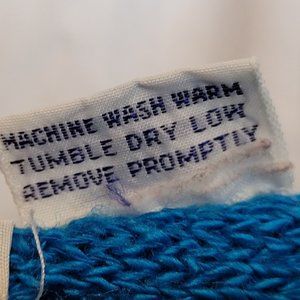 MACHINE WASH WARM
TUMBLE DRY LOW
REMOVE PROMPTLY